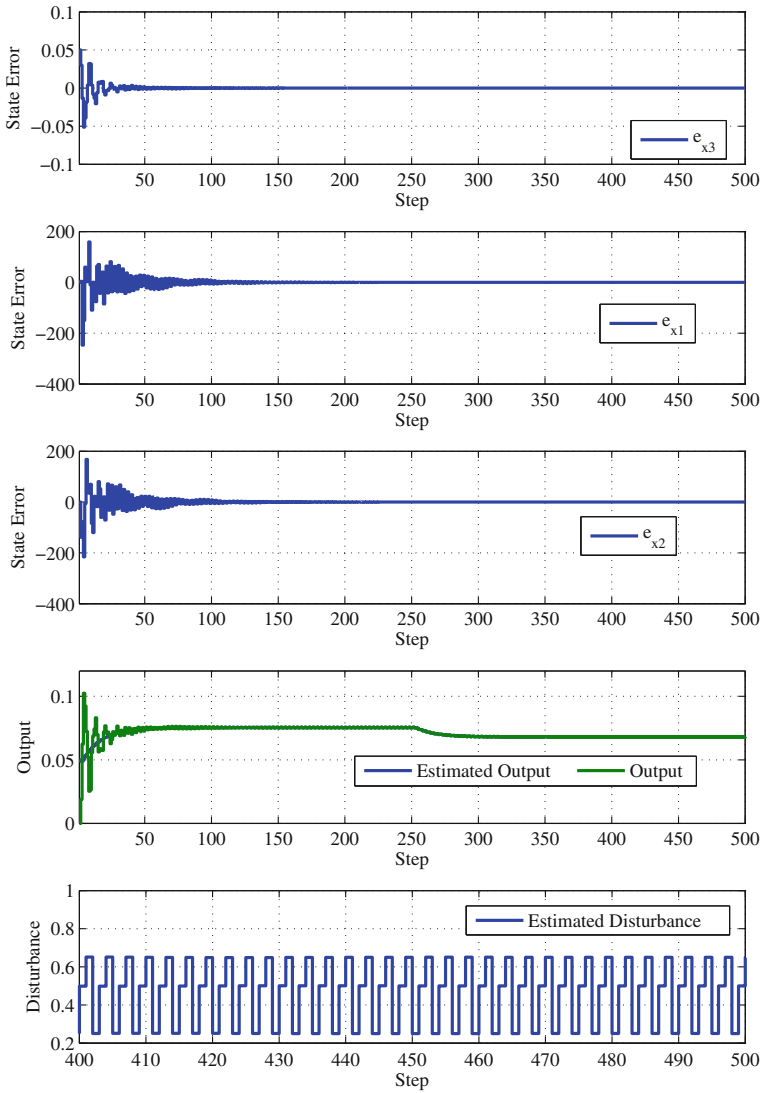 0.1
0.05
0
−0.05
−0.1
State Error
e_x3
50 100 150 200 250 300 350 400 450 500
Step
200
0
−200
−400
State Error
e_x1
50 100 150 200 250 300 350 400 450 500
Step
200
0
−200
−400
State Error
e_x2
50 100 150 200 250 300 350 400 450 500
Step
0.1
0.05
0
Output
Estimated Output Output
50 100 150 200 250 300 350 400 450 500
Step
1
0.8
0.6
0.4
0.2
Disturbance
Estimated Disturbance
400 410 420 430 440 450 460 470 480 490 500
Step